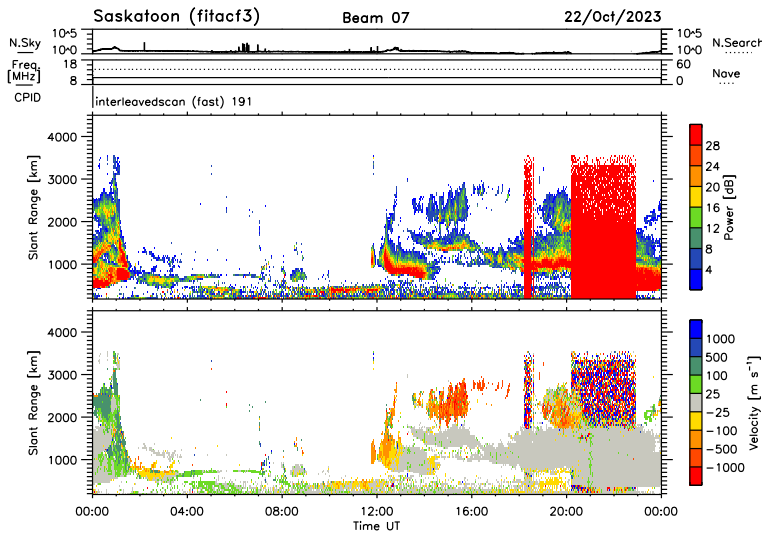 Saskatoon (fitacf3) Beam 07 22/Oct/2023
N.Sky 10^5 10^0 10^5 10^0 N.Search
Freq. [MHz] 18 8 60 0 Nave
CPID interleavedscan (fast) 191
Slant Range [km] 4000 3000 2000 1000
28 24 20 16 12 8 4 Power [dB]
Slant Range [km] 4000 3000 2000 1000
1000 500 100 25 -25 -100 -500 -1000 Velocity [m s⁻¹]
00:00 04:00 08:00 12:00 16:00 20:00 00:00
Time UT